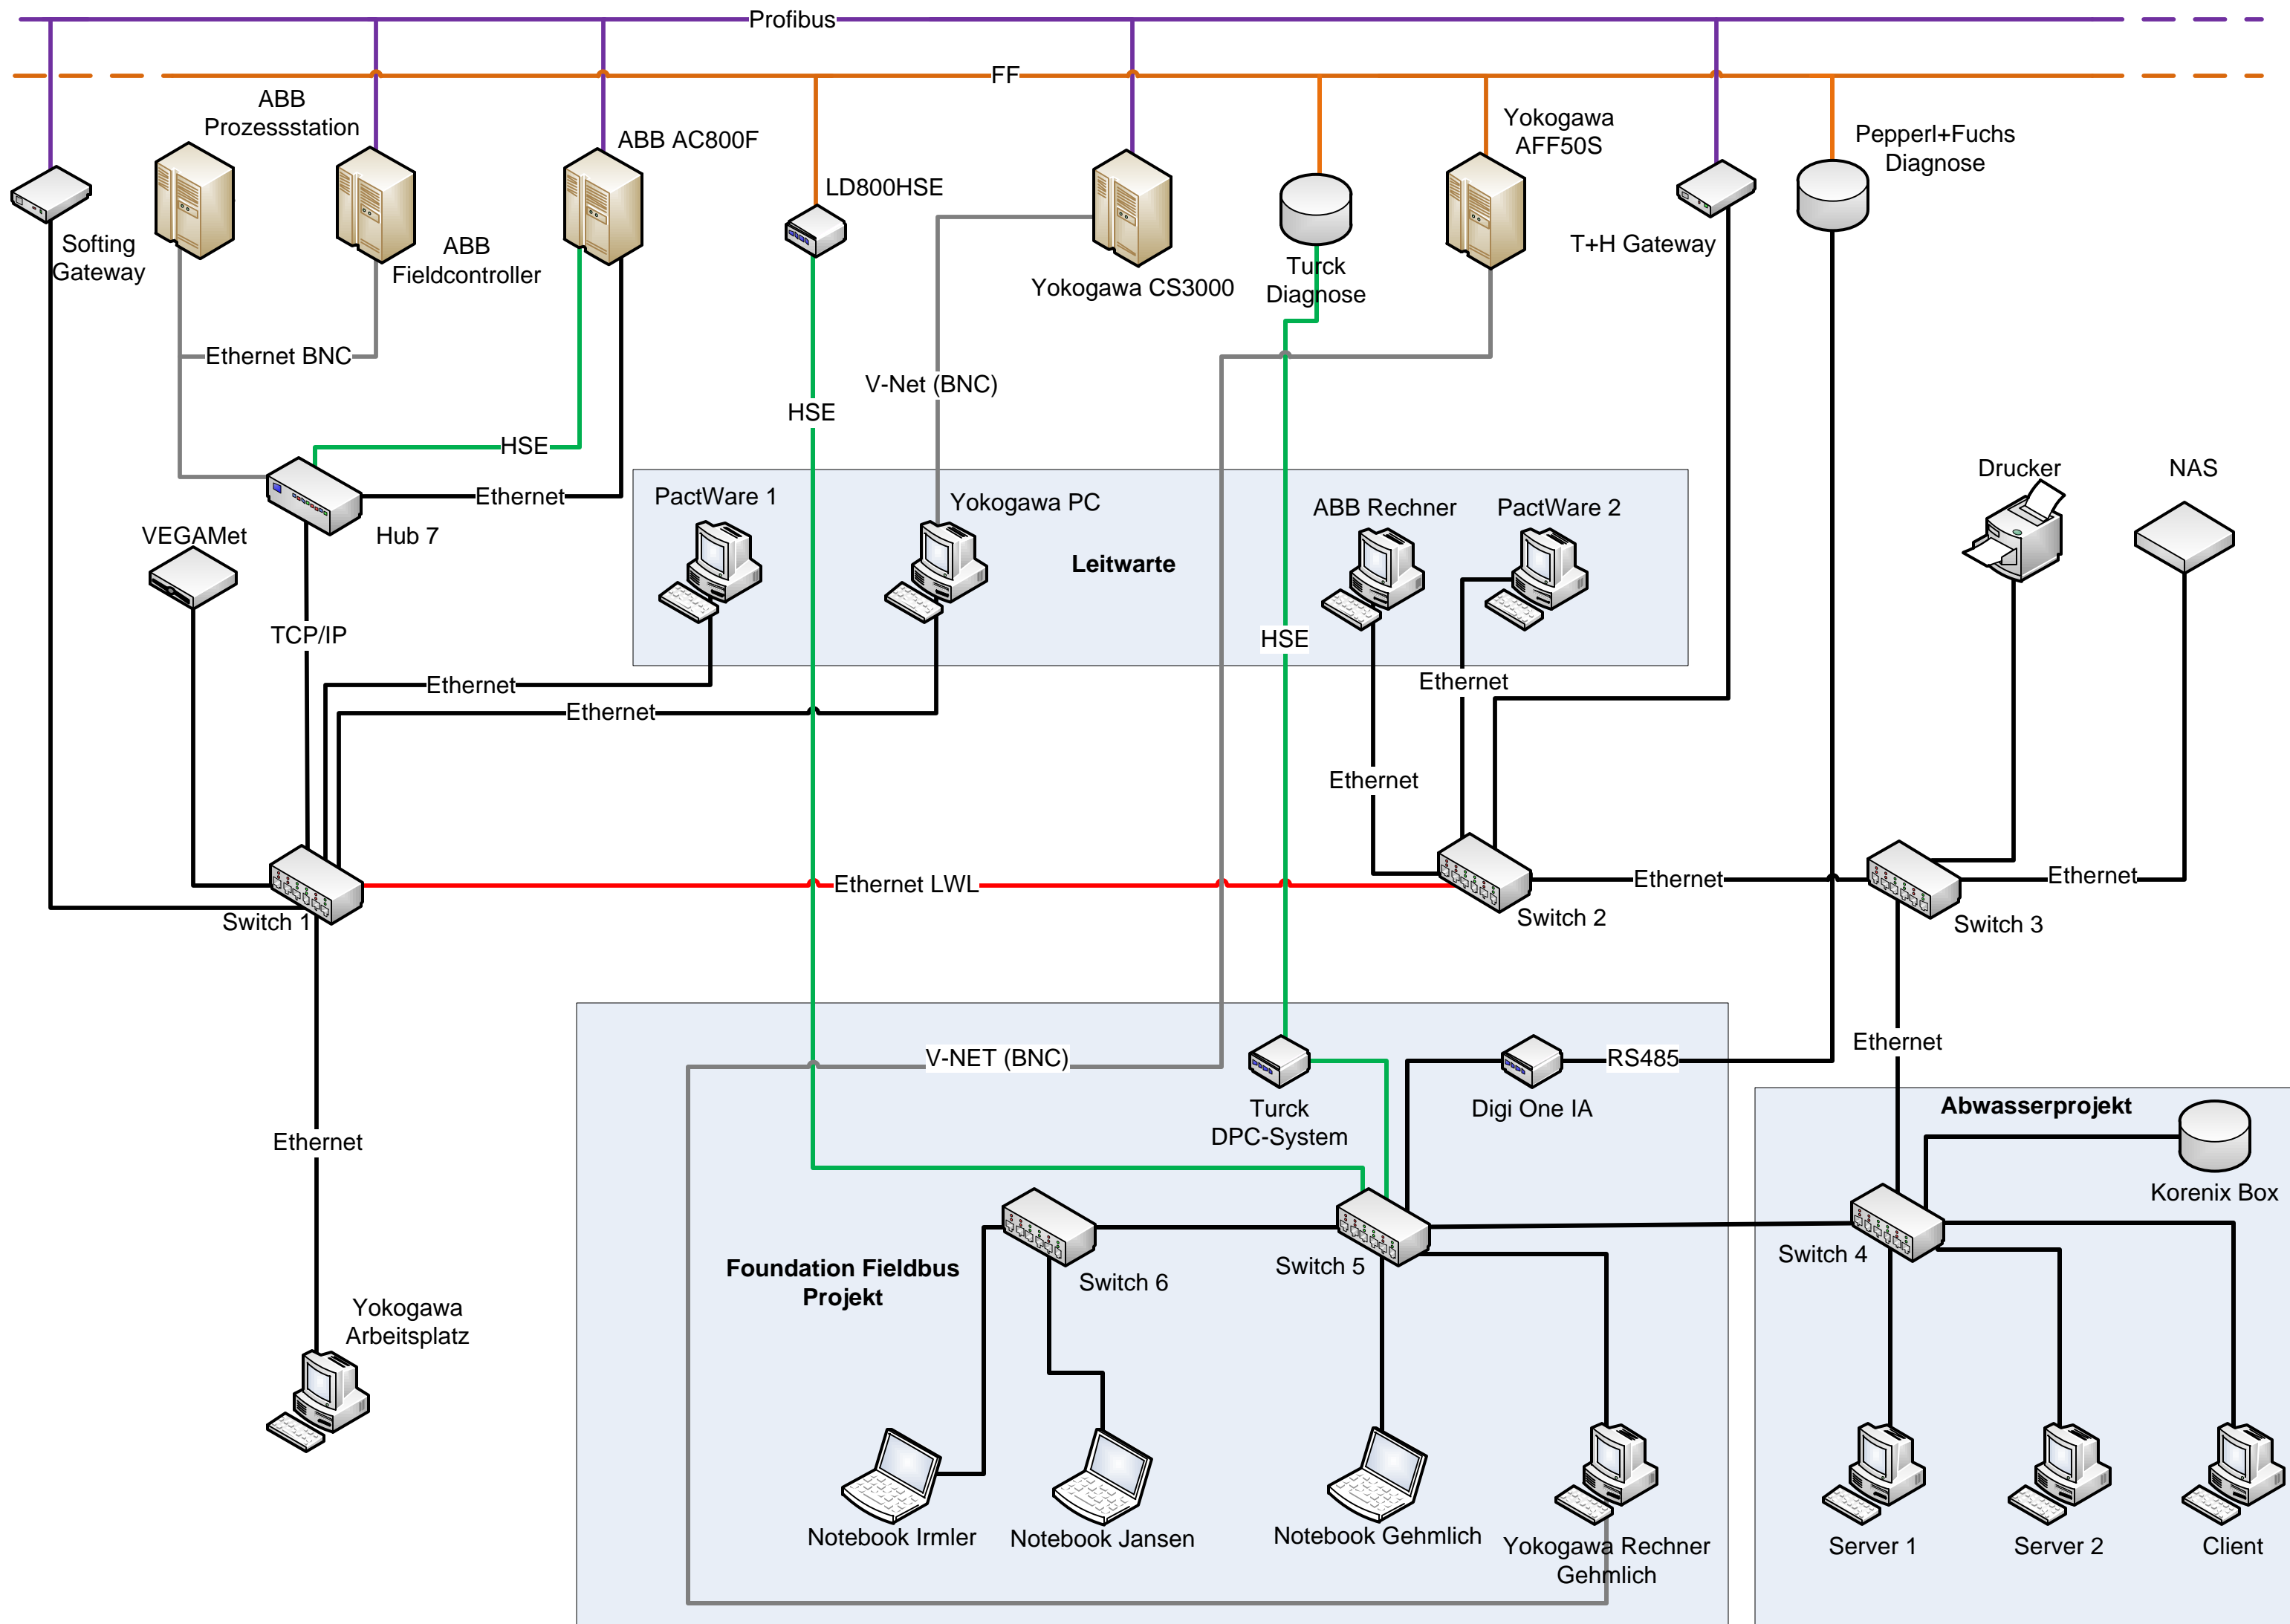 Profibus
FF
ABB
Prozessstation
ABB AC800F
LD800HSE
Yokogawa
AFF50S
Pepperl+Fuchs
Diagnose
Softing
Gateway
ABB
Fieldcontroller
Yokogawa CS3000
Turck
Diagnose
T+H Gateway
Ethernet BNC
V-Net (BNC)
HSE
HSE
Ethernet
Hub 7
VEGAMet
TCP/IP
PactWare 1
Yokogawa PC
Leitwarte
ABB Rechner
PactWare 2
HSE
Drucker
NAS
Ethernet
Ethernet
Ethernet
Ethernet
Switch 1
Ethernet LWL
Switch 2
Ethernet
Switch 3
Ethernet
Ethernet
Ethernet
Yokogawa
Arbeitsplatz
V-NET (BNC)
Turck
DPC-System
Digi One IA
RS485
Foundation Fieldbus
Projekt
Switch 6
Switch 5
Notebook Irmler
Notebook Jansen
Notebook Gehmlich
Yokogawa Rechner
Gehmlich
Abwasserprojekt
Korenix Box
Switch 4
Server 1
Server 2
Client